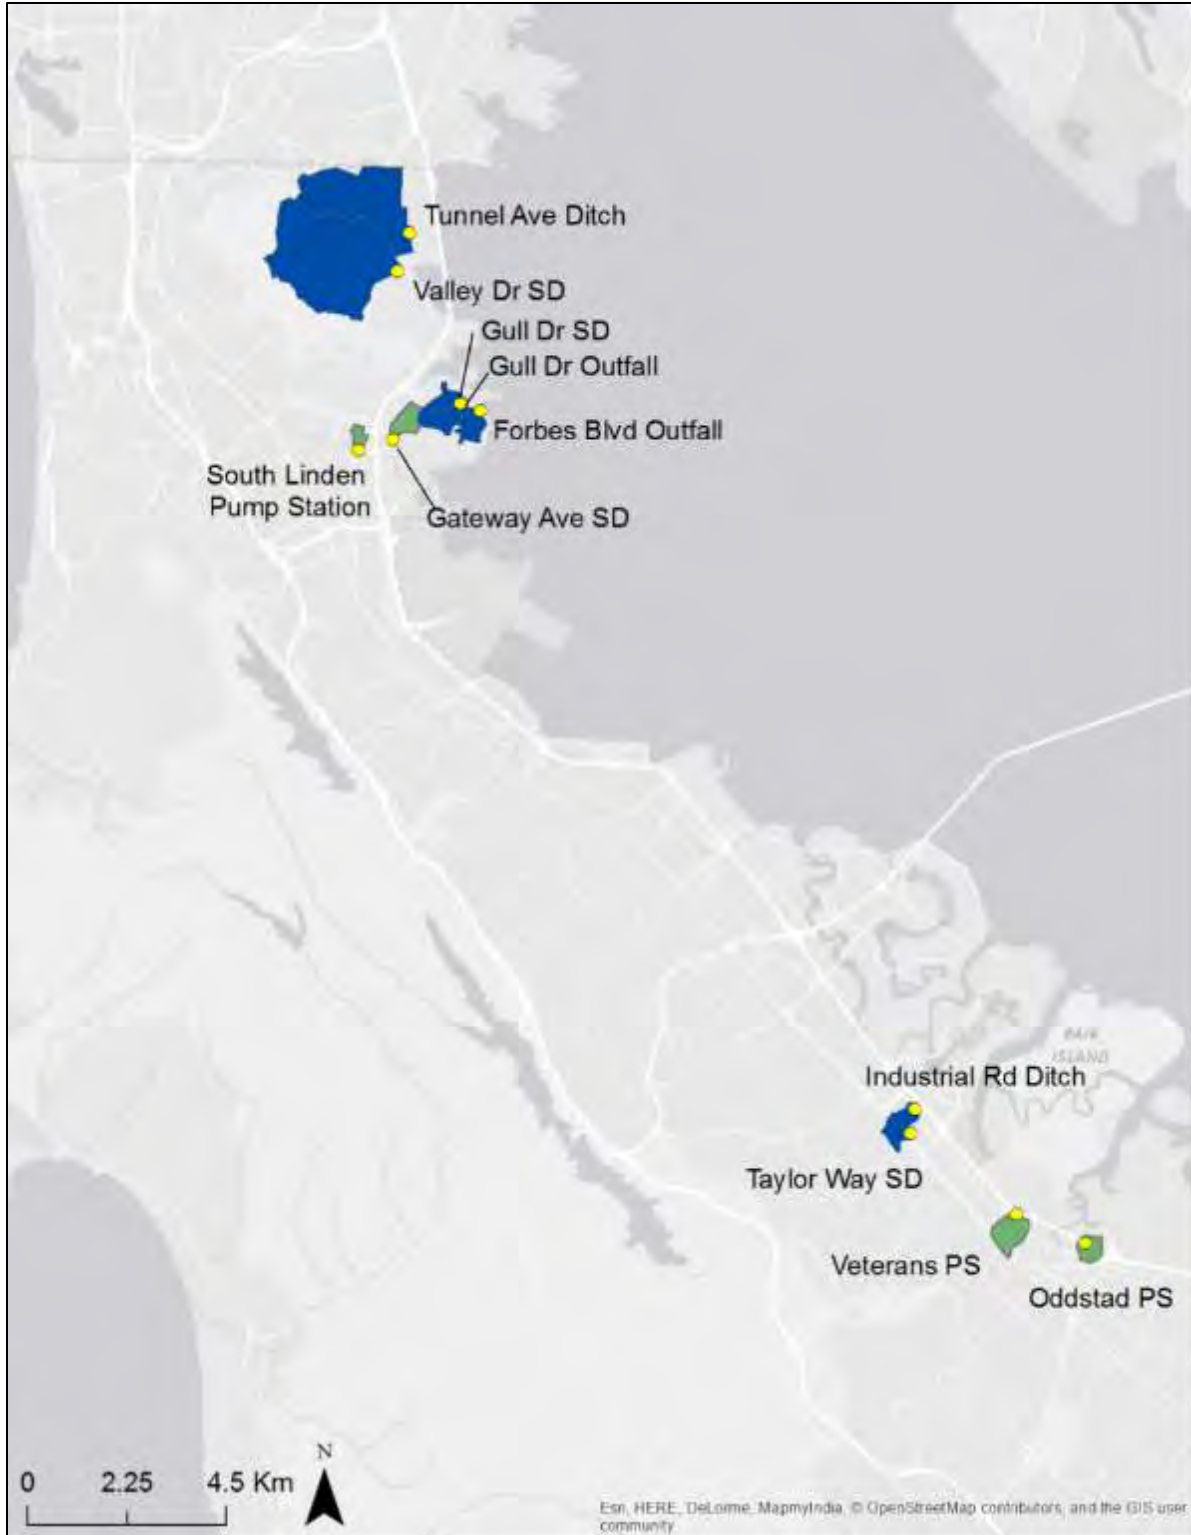 Tunnel Ave Ditch
Valley Dr SD
Gull Dr SD
Gull Dr Outfall
Forbes Blvd Outfall
South Linden
Pump Station
Gateway Ave SD
BAIR
ISLAND
Industrial Rd Ditch
Taylor Way SD
Veterans PS
Oddstad PS
N
0 2.25 4.5 Km
Esri, HERE, DeLorme, MapmyIndia, © OpenStreetMap contributors, and the GIS user
community